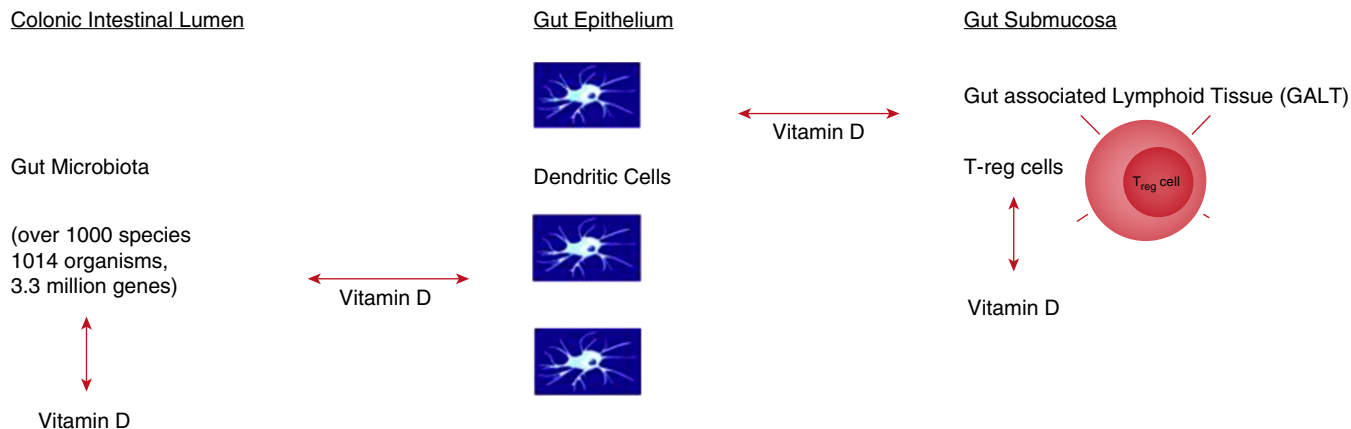 Colonic Intestinal Lumen
Gut Microbiota
(over 1000 species
1014 organisms,
3.3 million genes)
Vitamin D
Vitamin D
Gut Epithelium
Dendritic Cells
Vitamin D
Gut Submucosa
Gut associated Lymphoid Tissue (GALT)
T-reg cells
Treg cell
Vitamin D